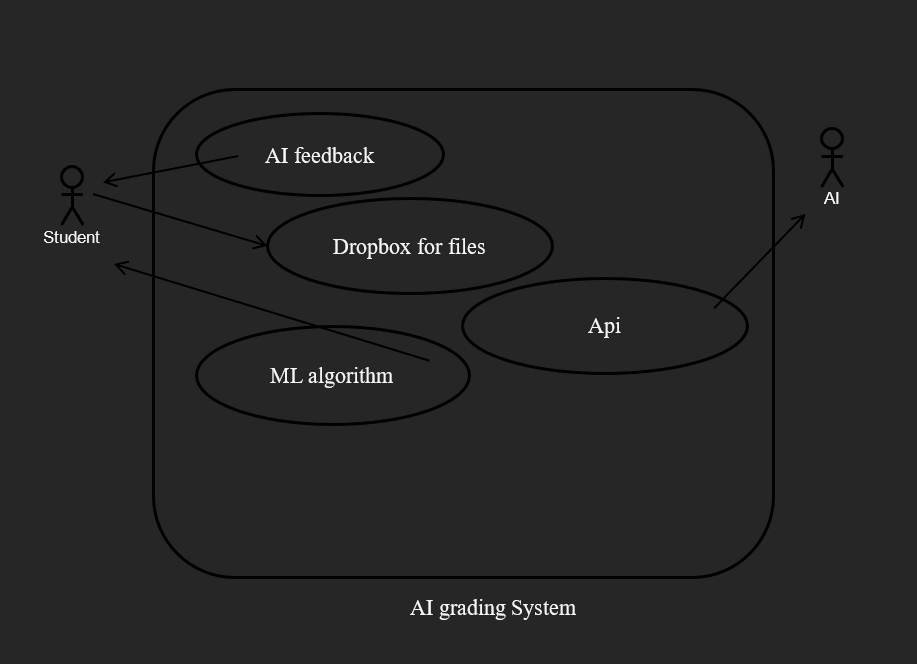 AI feedback
AI
Student
Dropbox for files
Api
ML algorithm
AI grading System